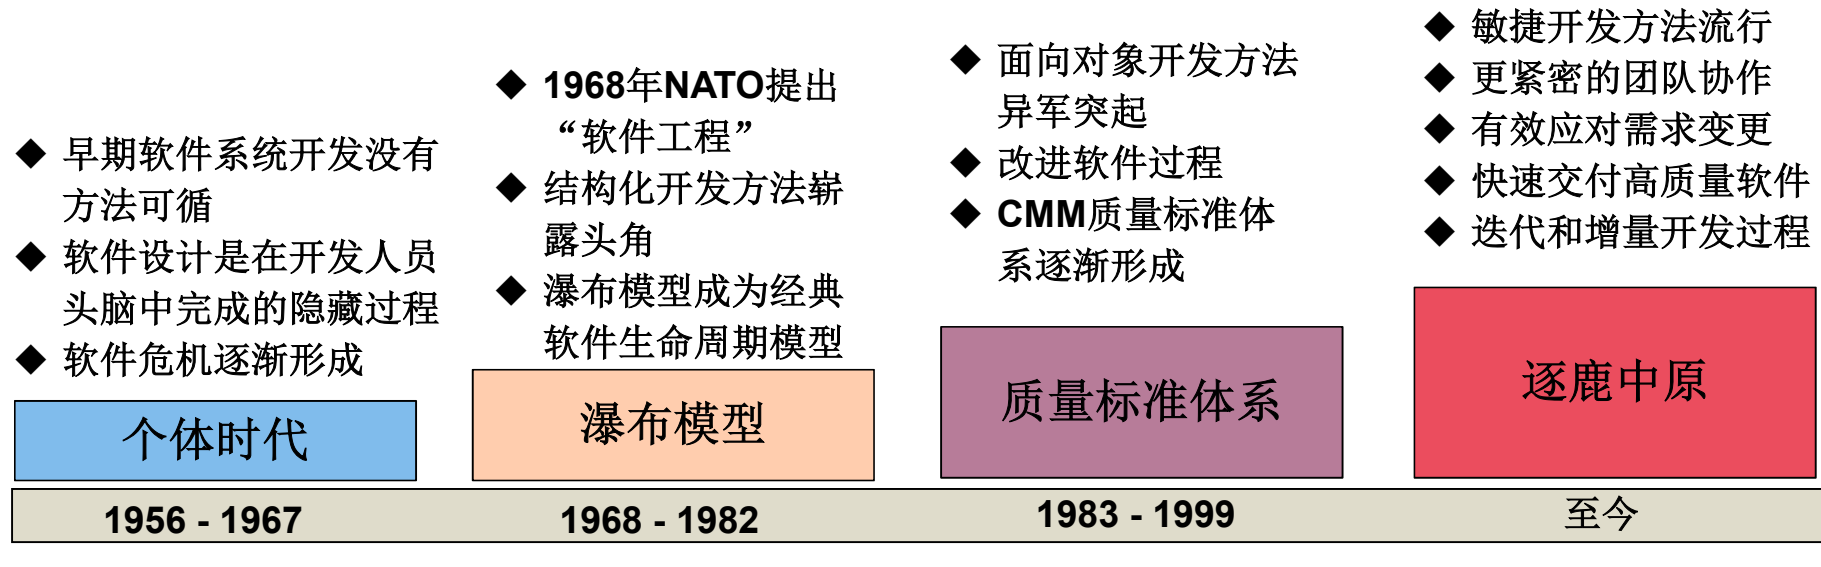 早期软件系统开发没有
方法可循
软件设计是在开发人员
头脑中完成的隐藏过程
软件危机逐渐形成
个体时代
1956 - 1967
1968年NATO提出
“软件工程”
结构化开发方法崭
露头角
瀑布模型成为经典
软件生命周期模型
瀑布模型
1968 - 1982
面向对象开发方法
异军突起
改进软件过程
CMM质量标准体
系逐渐形成
质量标准体系
1983 - 1999
敏捷开发方法流行
更紧密的团队协作
有效应对需求变更
快速交付高质量软件
迭代和增量开发过程
逐鹿中原
至今